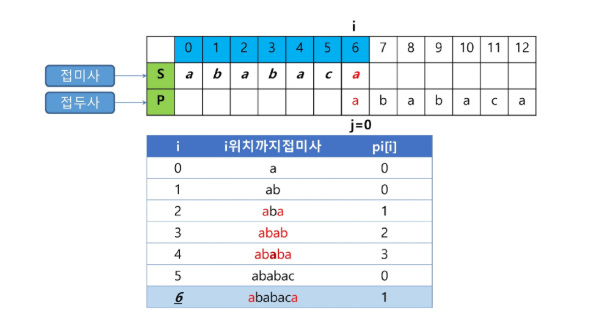 i
0 1 2 3 4 5 6 7 8 9 10 11 12
접미사 S a b a b a c a
접두사 P a b a b a c a
j=0
i i위치까지접미사 pi[i]
0 a 0
1 ab 0
2 aba 1
3 abab 2
4 ababa 3
5 ababac 0
6 ababaca 1